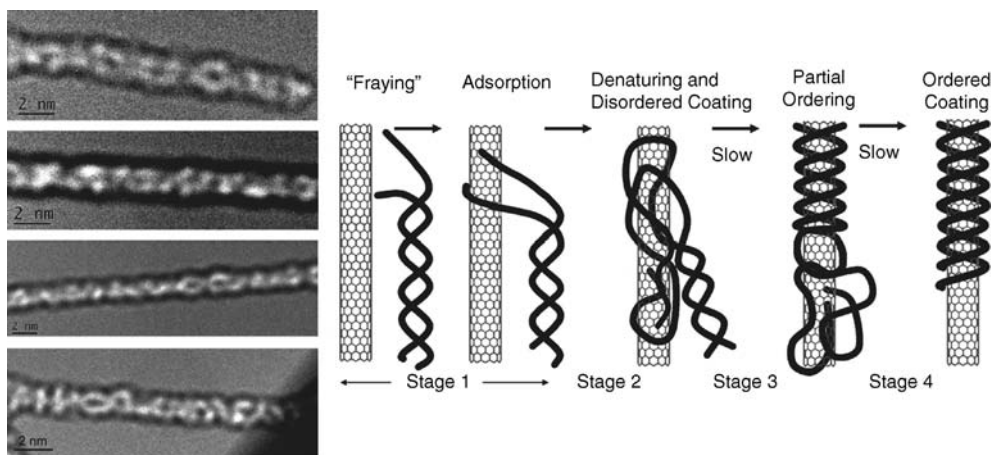 2 nm
2 nm
2 nm
2 nm
"Fraying"
Adsorption
Denaturing and
Disordered Coating
Partial
Ordering
Ordered
Coating
Slow
Slow
Stage 1
Stage 2
Stage 3
Stage 4